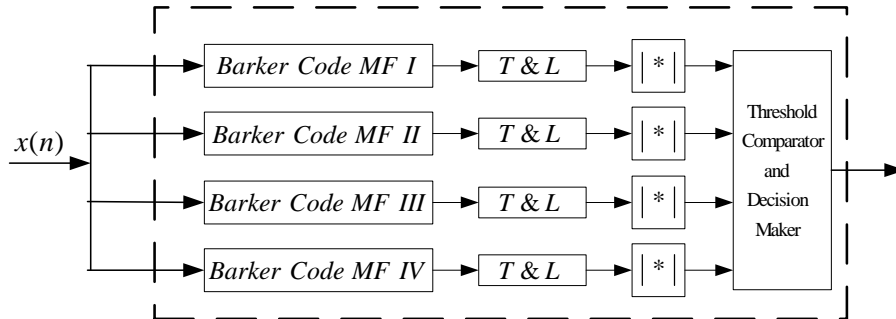 Barker Code MF I
T & L
| * |
Barker Code MF II
T & L
| * |
x(n)
Barker Code MF III
T & L
| * |
Barker Code MF IV
T & L
| * |
Threshold
Comparator
and
Decision
Maker